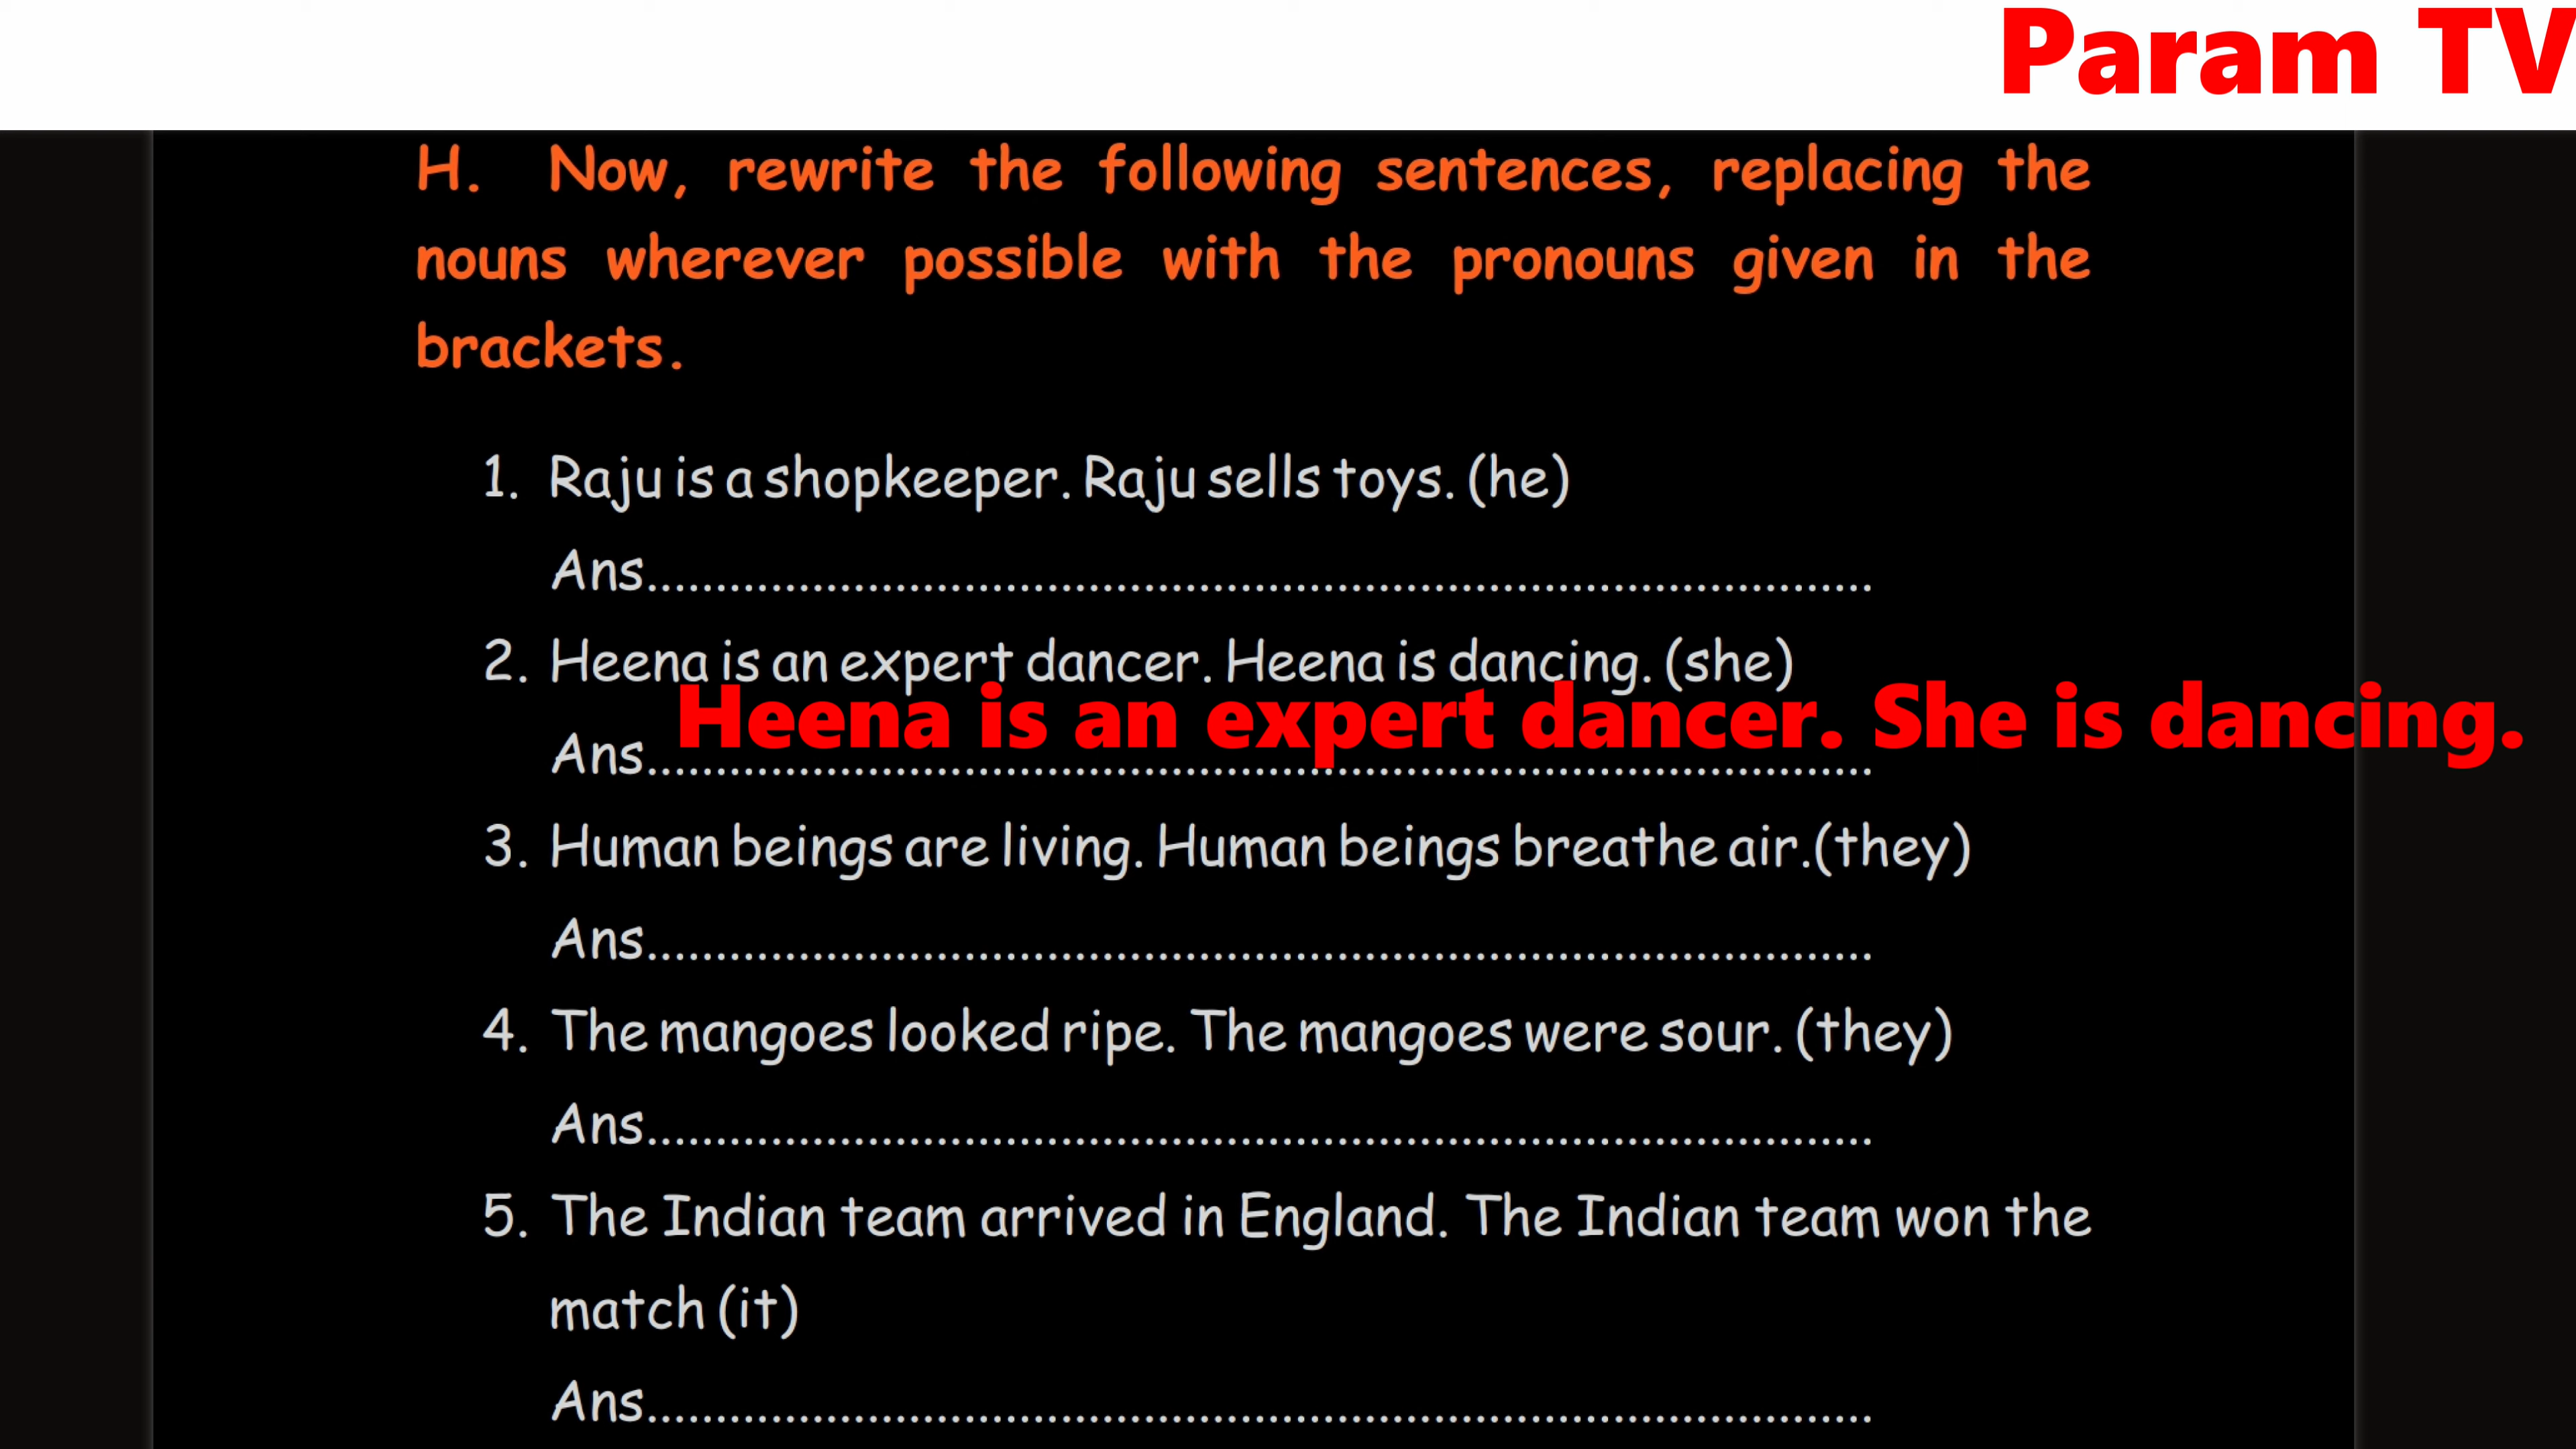 Param TV
H. Now, rewrite the following sentences, replacing the
nouns wherever possible with the pronouns given in the
brackets.
1. Raju is a shopkeeper. Raju sells toys. (he)
Ans.........................................................................................
2. Heena is an expert dancer. Heena is dancing. (she)
Heena is an expert dancer. She is dancing.
Ans.........................................................................................
3. Human beings are living. Human beings breathe air.(they)
Ans.........................................................................................
4. The mangoes looked ripe. The mangoes were sour. (they)
Ans.........................................................................................
5. The Indian team arrived in England. The Indian team won the
match (it)
Ans.........................................................................................